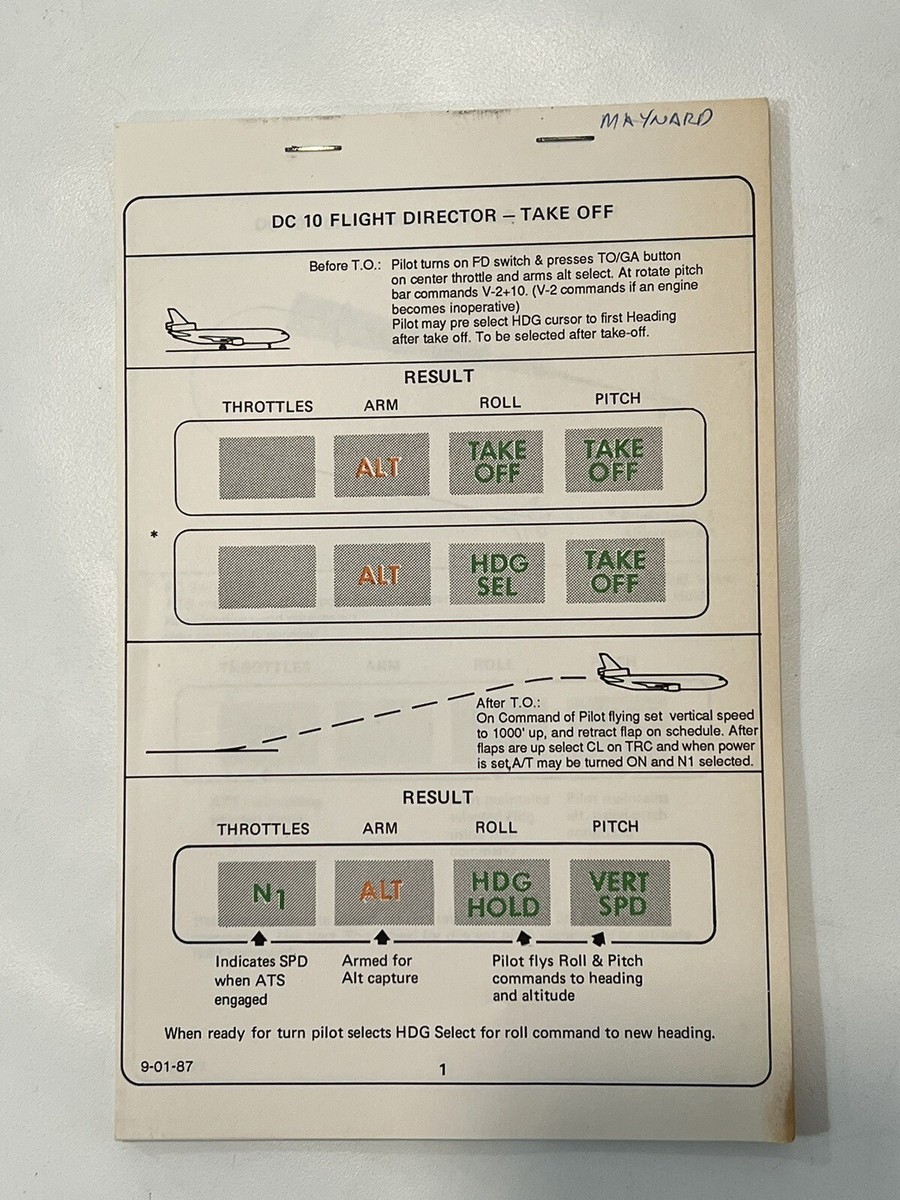 MAYNARD
DC 10 FLIGHT DIRECTOR – TAKE OFF
Before T.O.: Pilot turns on FD switch & presses TO/GA button
on center throttle and arms alt select. At rotate pitch
bar commands V-2+10. (V-2 commands if an engine
becomes inoperative)
Pilot may pre select HDG cursor to first Heading
after take off. To be selected after take-off.
RESULT
THROTTLES ARM ROLL PITCH
ALT TAKE OFF TAKE OFF
*
ALT HDG SEL TAKE OFF
After T.O.:
On Command of Pilot flying set vertical speed
to 1000' up, and retract flap on schedule. After
flaps are up select CL on TRC and when power
is set,A/T may be turned ON and N1 selected.
RESULT
THROTTLES ARM ROLL PITCH
N1 ALT HDG HOLD VERT SPD
Indicates SPD
when ATS
engaged
Armed for
Alt capture
Pilot flys Roll & Pitch
commands to heading
and altitude
When ready for turn pilot selects HDG Select for roll command to new heading.
9-01-87
1